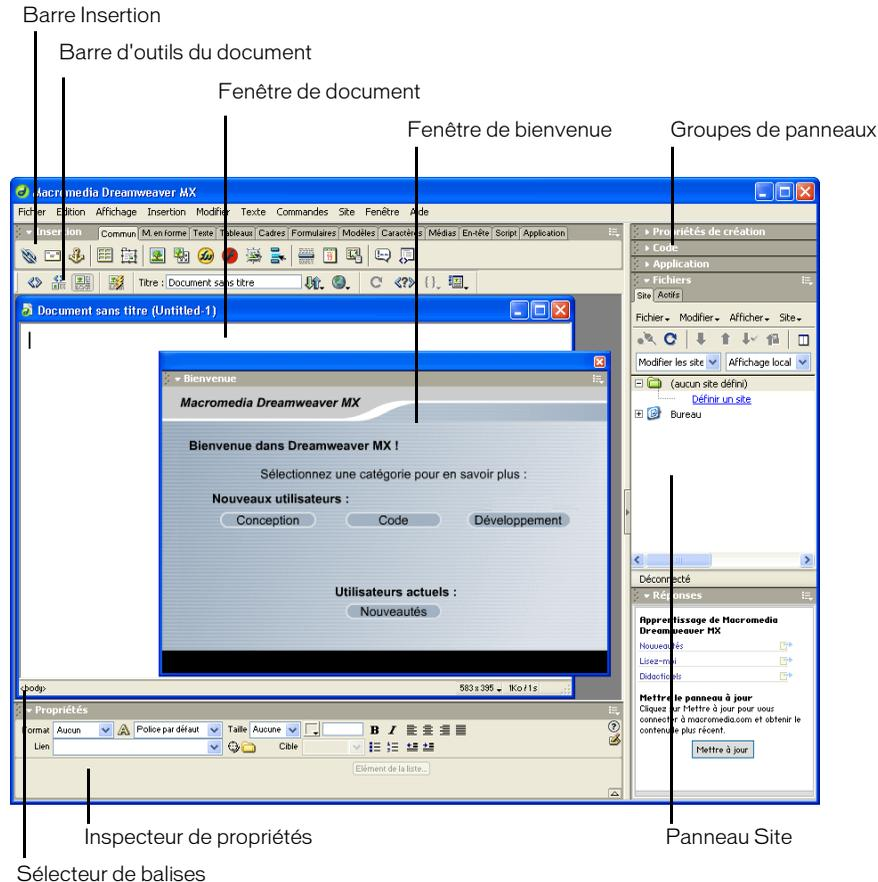 Barre Insertion
Barre d'outils du document
Fenêtre de document
Fenêtre de bienvenue
Groupes de panneaux
Macromedia Dreamweaver MX
Fichier Edition Affichage Insertion Modifier Texte Commandes Site Fenêtre Aide
Insertion Commun M. en forme Texte Tableaux Cadres Formulaires Modèles Caractères Médias En-tête Script Application
Titre : Document sans titre
Document sans titre (Untitled-1)
Bienvenue
Macromedia Dreamweaver MX
Bienvenue dans Dreamweaver MX !
Sélectionnez une catégorie pour en savoir plus :
Nouveaux utilisateurs :
Conception Code Développement
Utilisateurs actuels :
Nouveautés
<body>
583 x 395 1Ko / 1 s
Propriétés de création
Code
Application
Fichiers
Site Actifs
Fichier Modifier Afficher Site
Modifier les site Affichage local
(aucun site défini)
Définir un site
Bureau
Déconnecté
Réponses
Apprentissage de Macromedia
Dreamweaver MX
Nouveautés
Lisez-moi
Didacticiels
Mettre le panneau à jour
Cliquez sur Mettre à jour pour vous
connecter à macromedia.com et obtenir le
contenu le plus récent.
Mettre à jour
Propriétés
Format Aucun Police par défaut Taille Aucune B I
Lien Cible
Elément de la liste...
Inspecteur de propriétés
Panneau Site
Sélecteur de balises